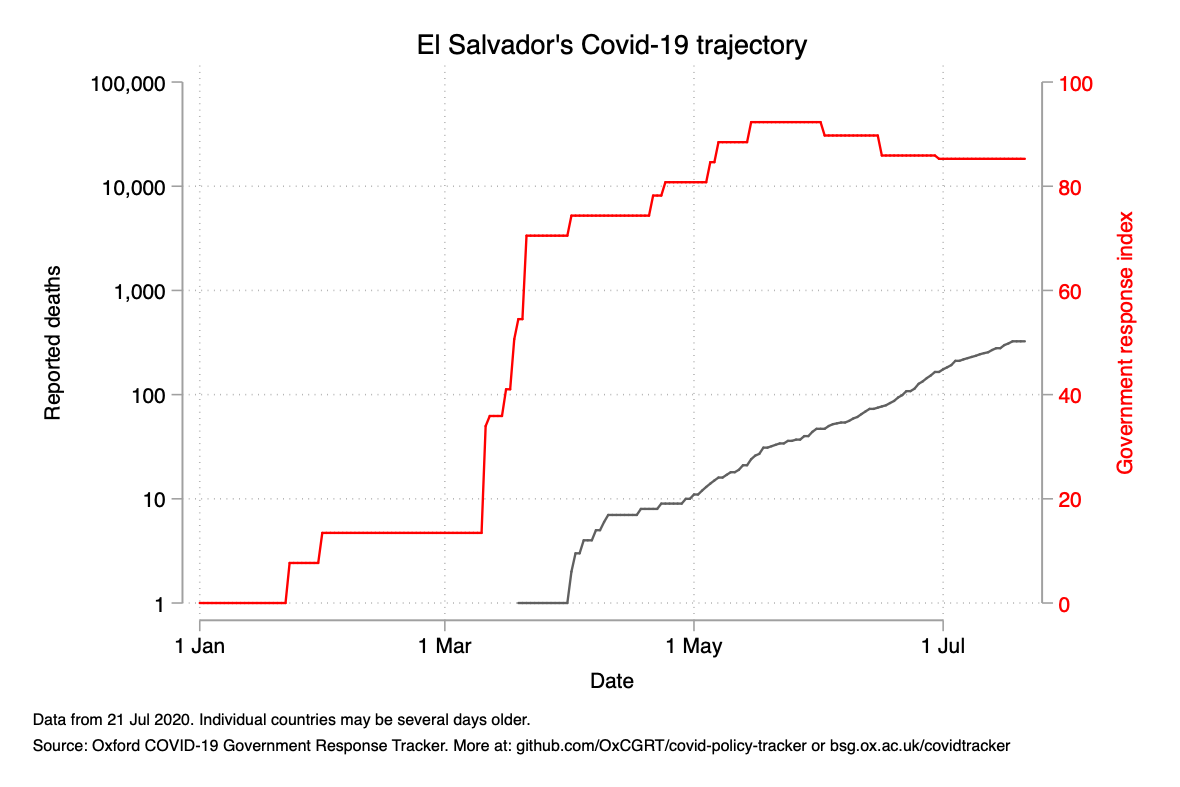 El Salvador's Covid-19 trajectory
100,000
10,000
1,000
100
10
1
Reported deaths
100
80
60
40
20
0
Government response index
1 Jan
1 Mar
1 May
1 Jul
Date
Data from 21 Jul 2020. Individual countries may be several days older.
Source: Oxford COVID-19 Government Response Tracker. More at: github.com/OxCGRT/covid-policy-tracker or bsg.ox.ac.uk/covidtracker